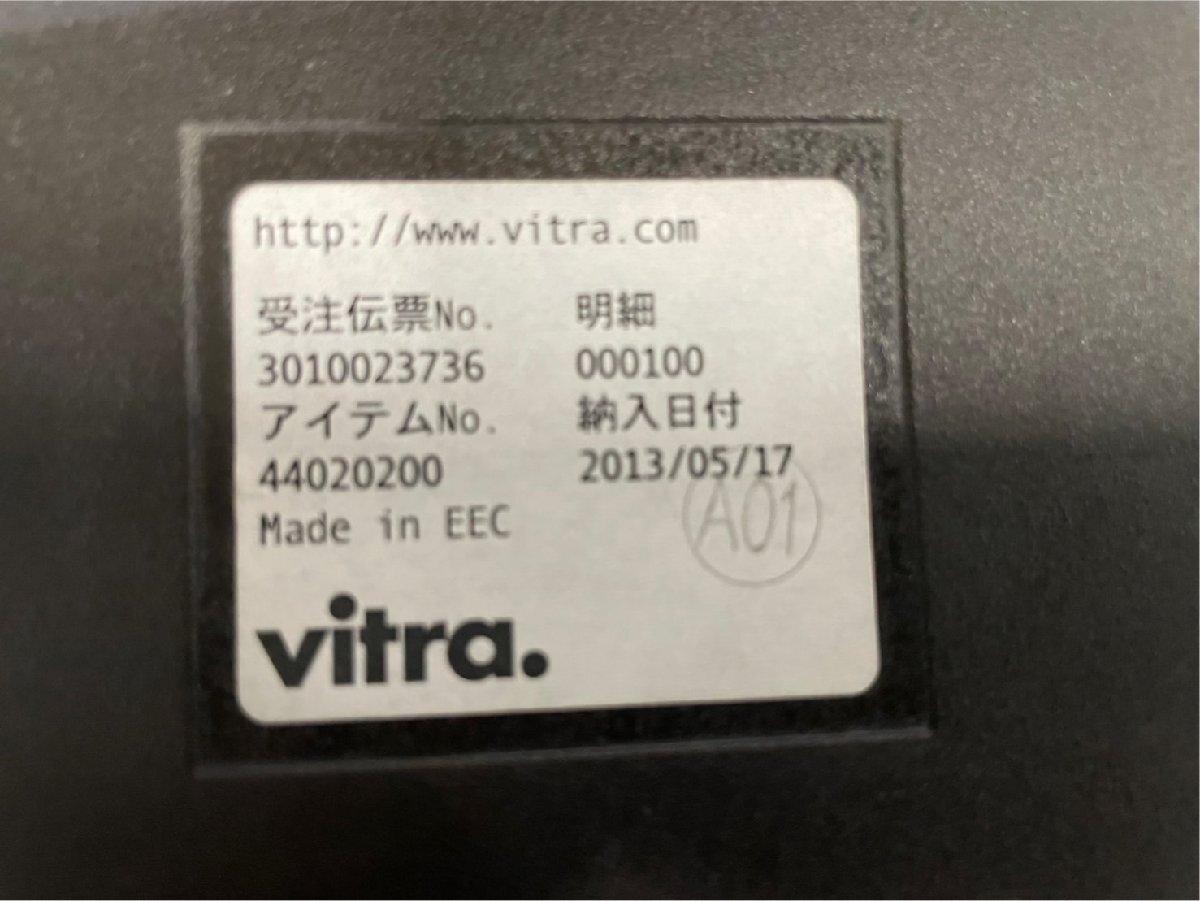 http://www.vitra.com
受注伝票No. 明細
3010023736 000100
アイテムNo. 納入日付
44020200 2013/05/17
Made in EEC
A01
vitra.